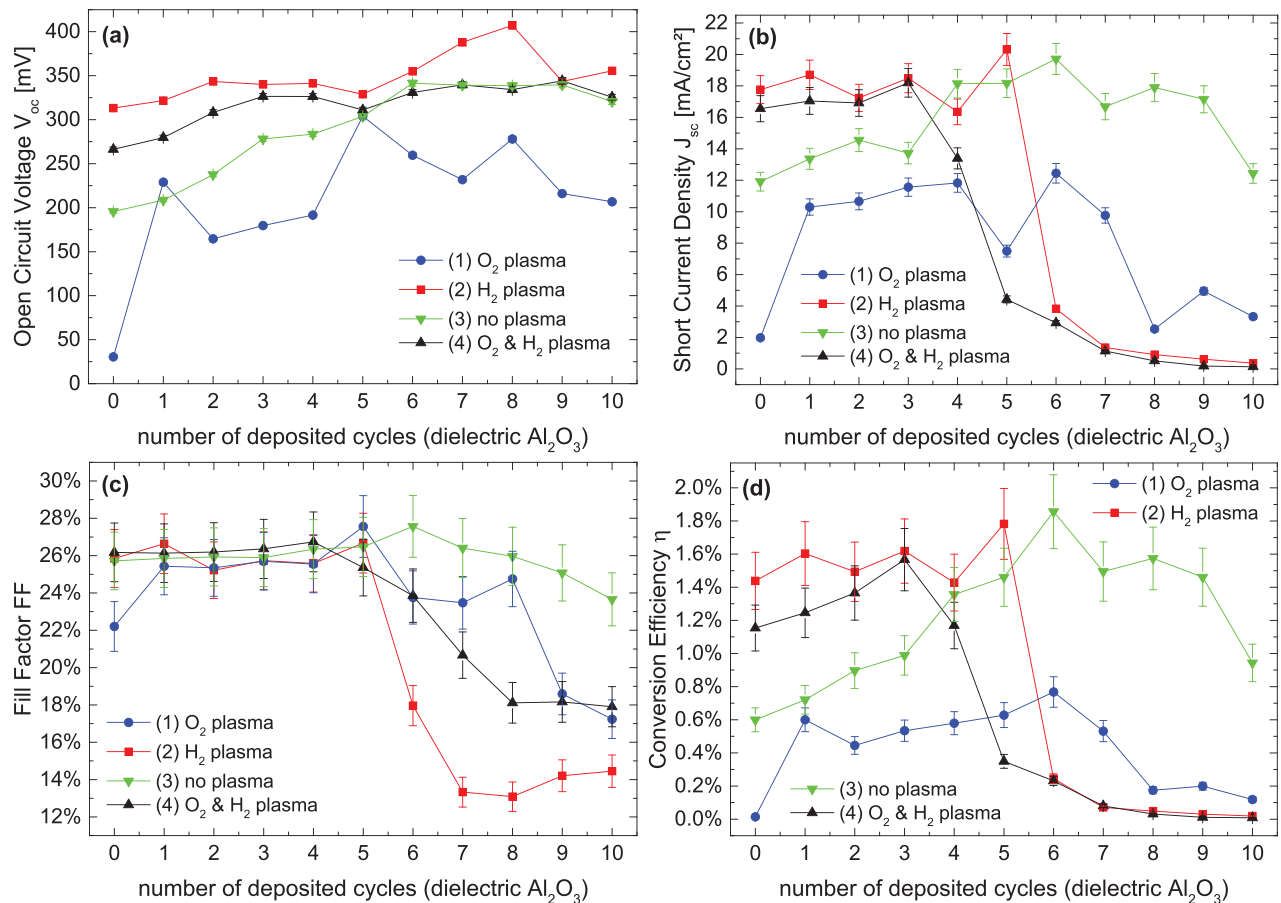 (a)
Open Circuit Voltage V_oc [mV]
400
350
300
250
200
150
100
50
0
(1) O₂ plasma
(2) H₂ plasma
(3) no plasma
(4) O₂ & H₂ plasma
0 1 2 3 4 5 6 7 8 9 10
number of deposited cycles (dielectric Al₂O₃)
(b)
Short Current Density J_sc [mA/cm²]
22
20
18
16
14
12
10
8
6
4
2
0
(1) O₂ plasma
(2) H₂ plasma
(3) no plasma
(4) O₂ & H₂ plasma
0 1 2 3 4 5 6 7 8 9 10
number of deposited cycles (dielectric Al₂O₃)
(c)
Fill Factor FF
30%
28%
26%
24%
22%
20%
18%
16%
14%
12%
(1) O₂ plasma
(2) H₂ plasma
(3) no plasma
(4) O₂ & H₂ plasma
0 1 2 3 4 5 6 7 8 9 10
number of deposited cycles (dielectric Al₂O₃)
(d)
Conversion Efficiency η
2.0%
1.8%
1.6%
1.4%
1.2%
1.0%
0.8%
0.6%
0.4%
0.2%
0.0%
(1) O₂ plasma
(2) H₂ plasma
(3) no plasma
(4) O₂ & H₂ plasma
0 1 2 3 4 5 6 7 8 9 10
number of deposited cycles (dielectric Al₂O₃)